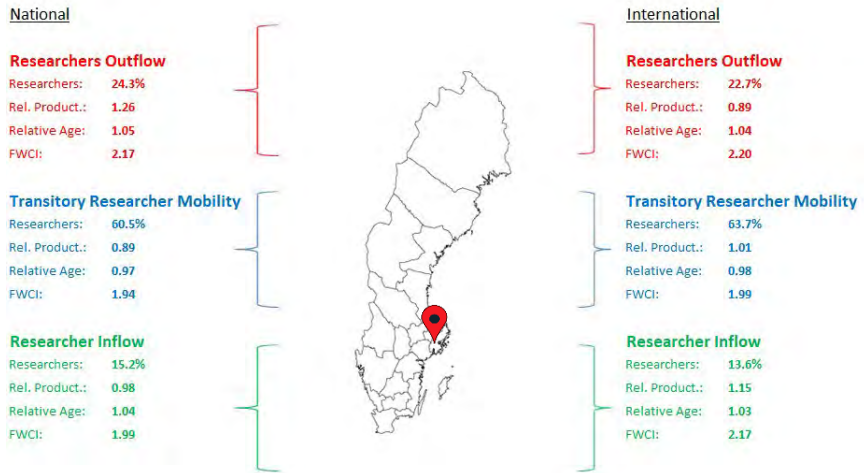 National
Researchers Outflow
Researchers: 24.3%
Rel. Product.: 1.26
Relative Age: 1.05
FWCI: 2.17
Transitory Researcher Mobility
Researchers: 60.5%
Rel. Product.: 0.89
Relative Age: 0.97
FWCI: 1.94
Researcher Inflow
Researchers: 15.2%
Rel. Product.: 0.98
Relative Age: 1.04
FWCI: 1.99
International
Researchers Outflow
Researchers: 22.7%
Rel. Product.: 0.89
Relative Age: 1.04
FWCI: 2.20
Transitory Researcher Mobility
Researchers: 63.7%
Rel. Product.: 1.01
Relative Age: 0.98
FWCI: 1.99
Researcher Inflow
Researchers: 13.6%
Rel. Product.: 1.15
Relative Age: 1.03
FWCI: 2.17